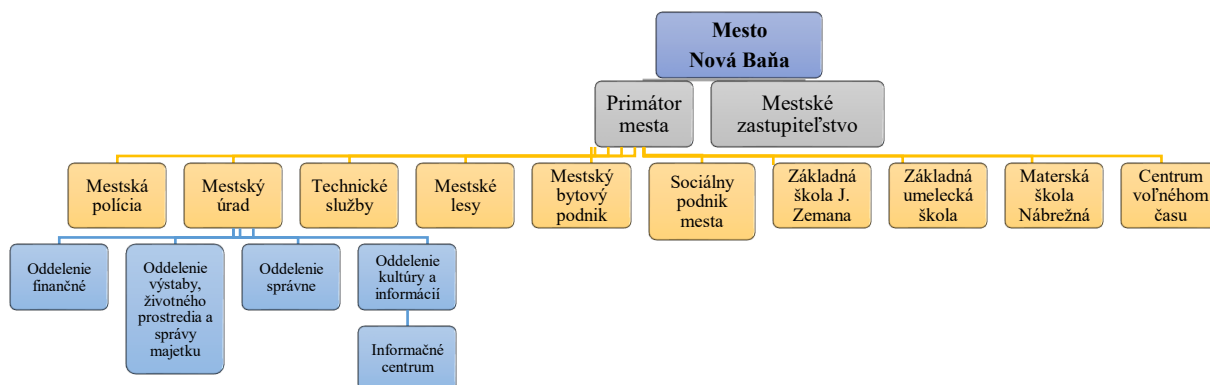 Mesto
Nová Baňa
Primátor
mesta
Mestské
zastupiteľstvo
Mestská
polícia
Mestský
úrad
Technické
služby
Mestské
lesy
Mestský
bytový
podnik
Sociálny
podnik
mesta
Základná
škola J.
Zemana
Základná
umelecká
škola
Materská
škola
Nábrežná
Centrum
voľnéhom
času
Oddelenie
finančné
Oddelenie
výstaby,
životného
prostredia a
správy
majetku
Oddelenie
správne
Oddelenie
kultúry a
informácií
Informačné
centrum